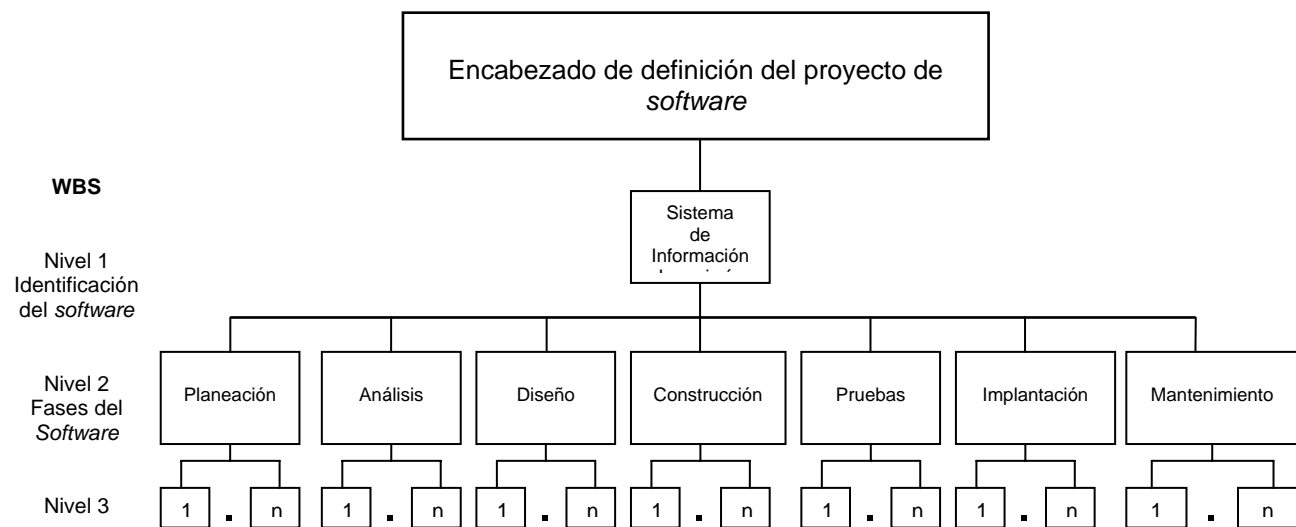 Encabezado de definición del proyecto de
software
WBS
Sistema
de
Información
Nivel 1
Identificación
del software
Nivel 2
Fases del
Software
Planeación
Análisis
Diseño
Construcción
Pruebas
Implantación
Mantenimiento
Nivel 3
1 . n
1 . n
1 . n
1 . n
1 . n
1 . n
1 . n